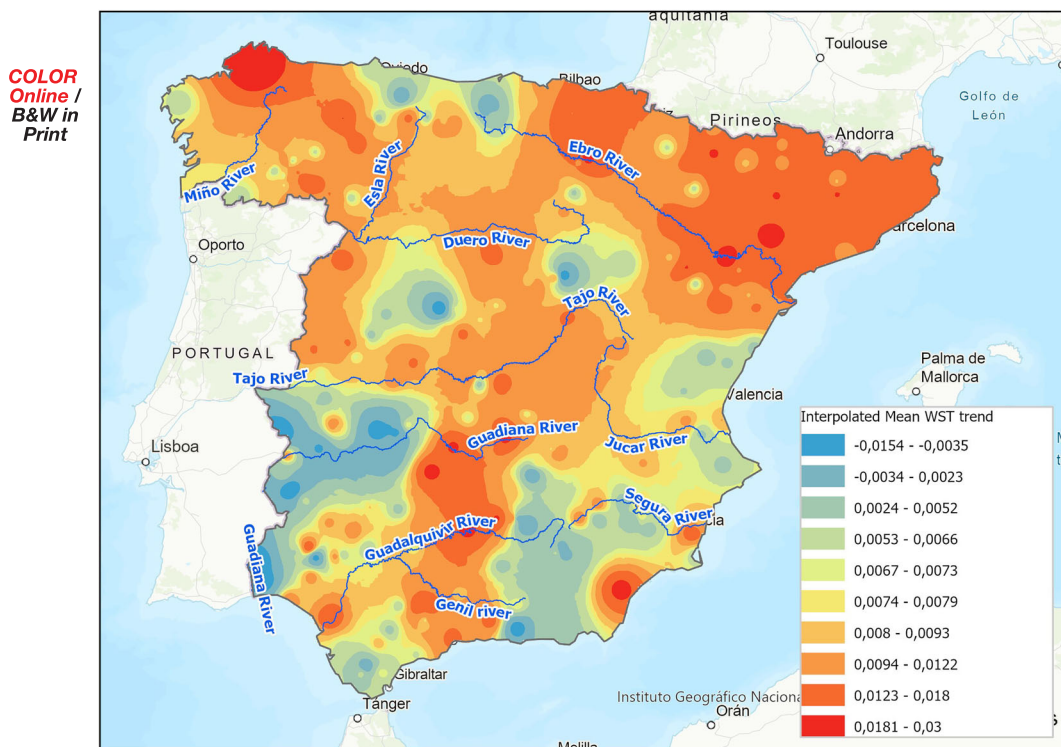 COLOR
Online /
B&W in
Print
aquitania
Toulouse
Oviedo
Bilbao
Golfo de
León
Pirineos
Andorra
Ebro River
Esla River
Miño River
Barcelona
Oporto
Duero River
Tajo River
PORTUGAL
Tajo River
Palma de
Mallorca
Valencia
Interpolated Mean WST trend
-0,0154 - -0,0035
-0,0034 - 0,0023
0,0024 - 0,0052
0,0053 - 0,0066
0,0067 - 0,0073
0,0074 - 0,0079
0,008 - 0,0093
0,0094 - 0,0122
0,0123 - 0,018
0,0181 - 0,03
Lisboa
Guadiana River
Jucar River
Segura River
cia
Guadalquivir River
Guadiana River
Genil river
Gibraltar
Tánger
Instituto Geográfico Naciona
Orán
Melilla